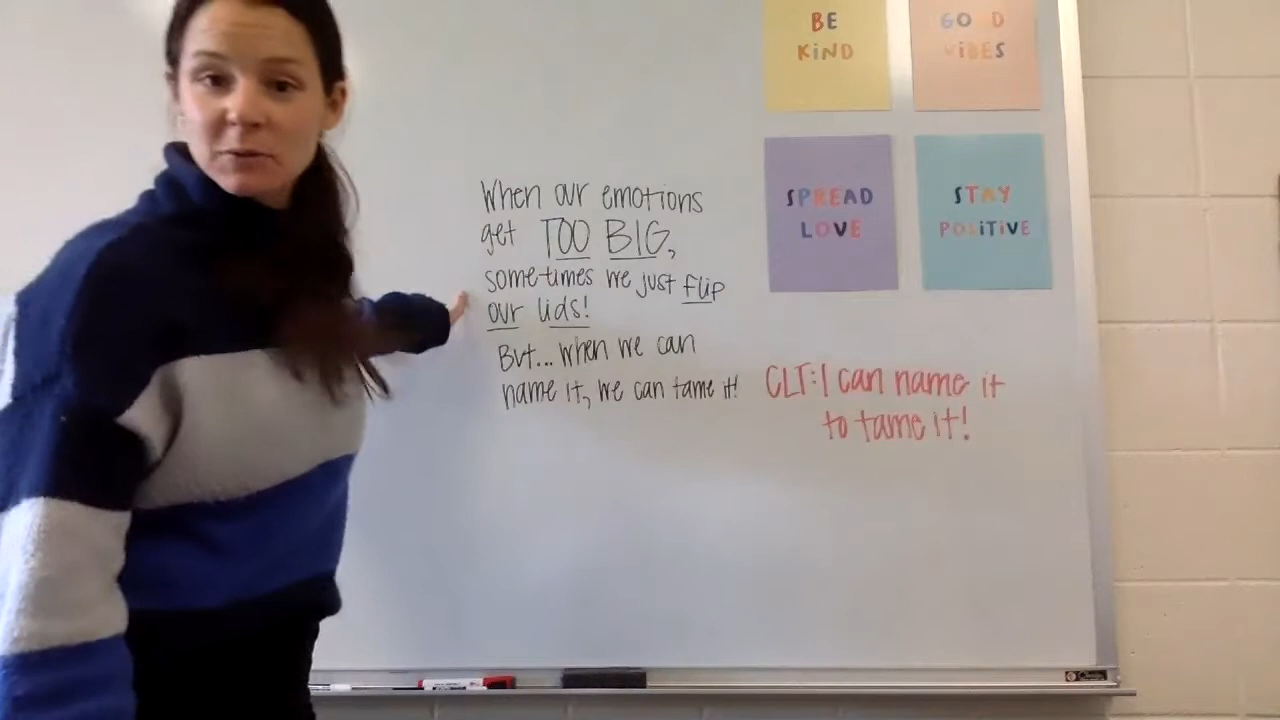 BE
KiND
GOOD
ViBES
SPREAD
LOVE
STAY
POSiTiVE
When our emotions
get TOO BIG,
sometimes we just flip
our lids!
But... when we can
name it, we can tame it!
CLT: I can name it
to tame it!